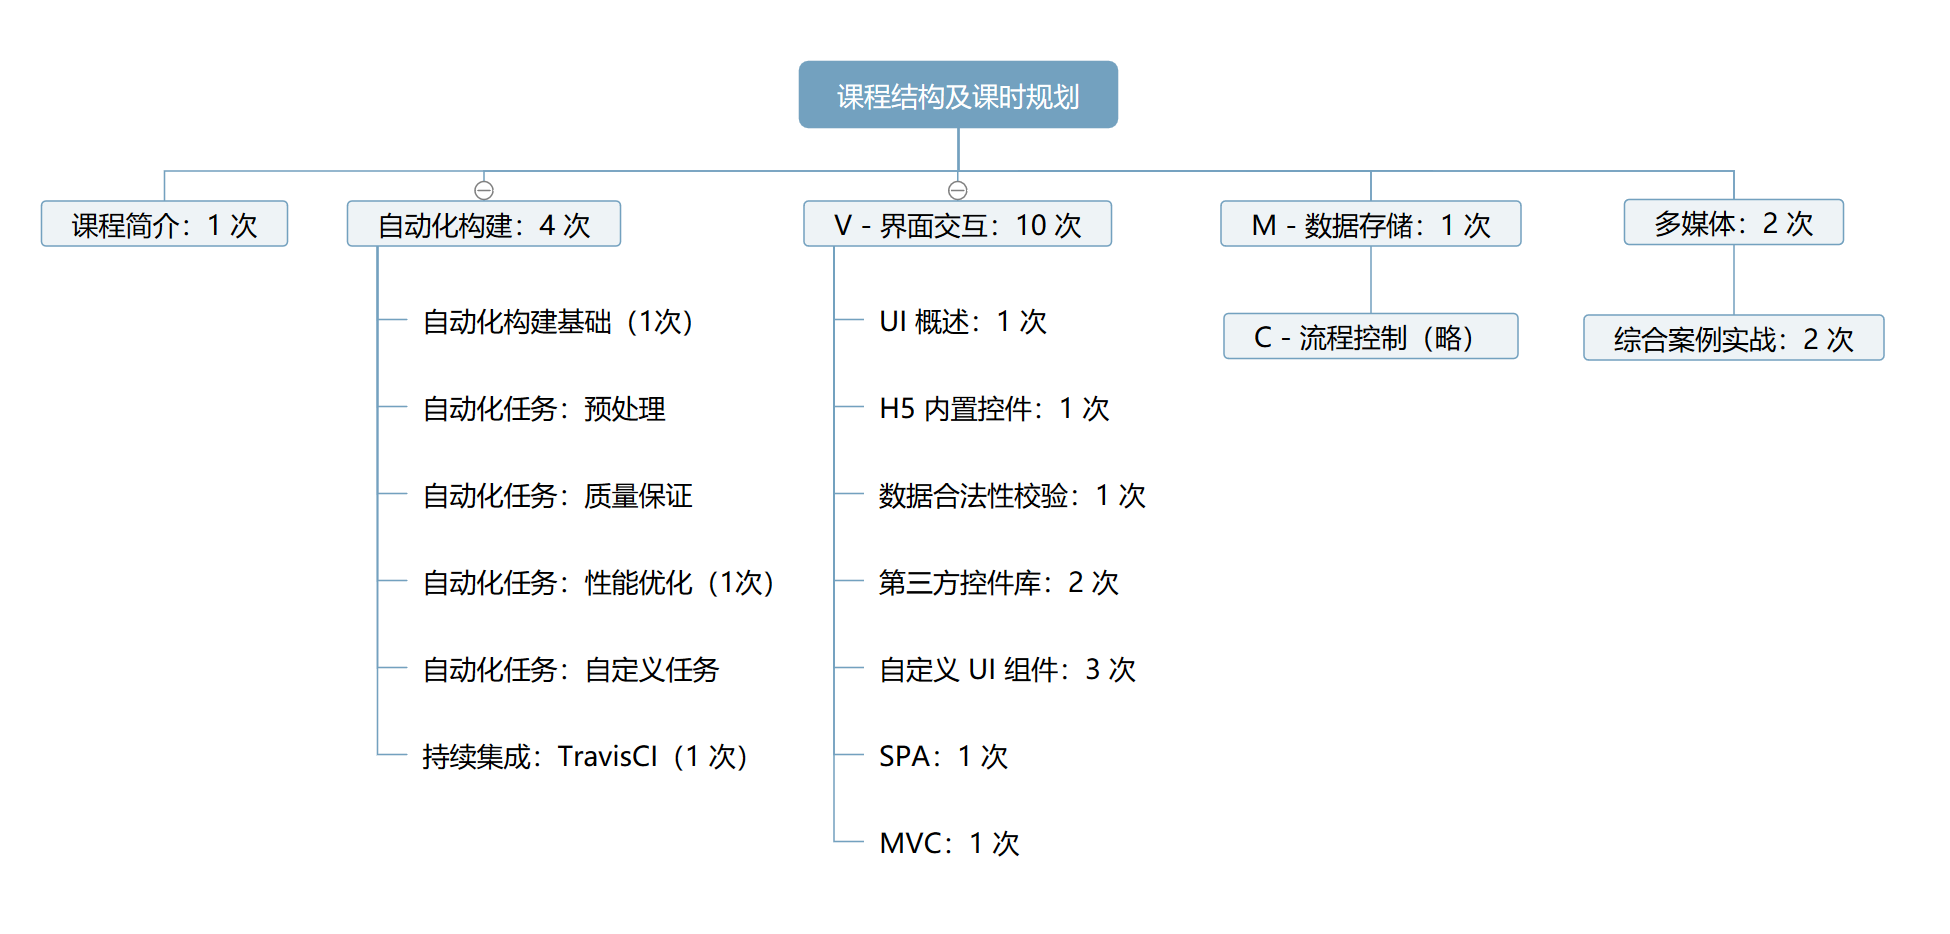 课程结构及课时规划
课程简介：1 次
自动化构建：4 次
自动化构建基础（1次）
自动化任务：预处理
自动化任务：质量保证
自动化任务：性能优化（1次）
自动化任务：自定义任务
持续集成：TravisCI（1 次）
V - 界面交互：10 次
UI 概述：1 次
H5 内置控件：1 次
数据合法性校验：1 次
第三方控件库：2 次
自定义 UI 组件：3 次
SPA：1 次
MVC：1 次
M - 数据存储：1 次
C - 流程控制（略）
多媒体：2 次
综合案例实战：2 次